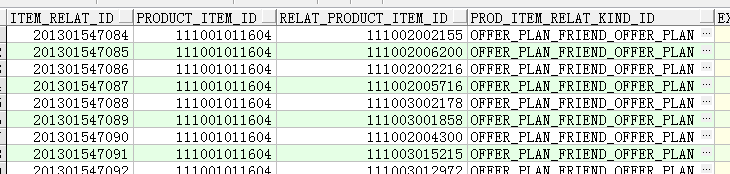 ITEM_RELAT_ID PRODUCT_ITEM_ID RELAT_PRODUCT_ITEM_ID PROD_ITEM_RELAT_KIND_ID EX
201301547084 111001011604 111002002155 OFFER_PLAN_FRIEND_OFFER_PLAN ...
201301547085 111001011604 111002006200 OFFER_PLAN_FRIEND_OFFER_PLAN ...
201301547086 111001011604 111002002216 OFFER_PLAN_FRIEND_OFFER_PLAN ...
201301547087 111001011604 111002005716 OFFER_PLAN_FRIEND_OFFER_PLAN ...
201301547088 111001011604 111003002178 OFFER_PLAN_FRIEND_OFFER_PLAN ...
201301547089 111001011604 111003001858 OFFER_PLAN_FRIEND_OFFER_PLAN ...
201301547090 111001011604 111002004300 OFFER_PLAN_FRIEND_OFFER_PLAN ...
201301547091 111001011604 111003015215 OFFER_PLAN_FRIEND_OFFER_PLAN ...
201301547092 111001011604 111003012972 OFFER_PLAN_FRIEND_OFFER_PLAN ...